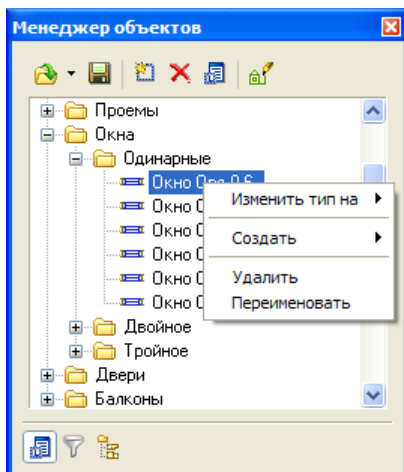 Менеджер объектов
Проемы
Окна
Одинарные
Окно
Окно
Окно
Окно
Окно
Окно
Изменить тип на
Создать
Удалить
Переименовать
Двойное
Тройное
Двери
Балконы